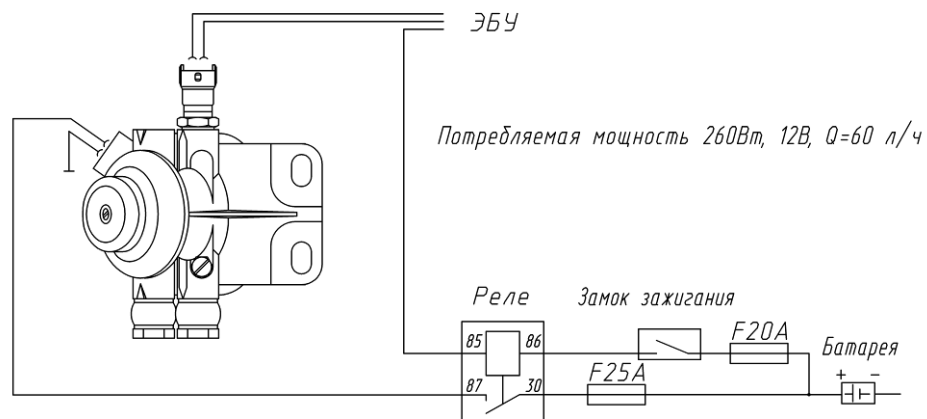 ЭБУ
Потребляемая мощность 260Вт, 12В, Q=60 л/ч
Реле
Замок зажигания
85
86
F20A
Батарея
87
30
F25A
+ −